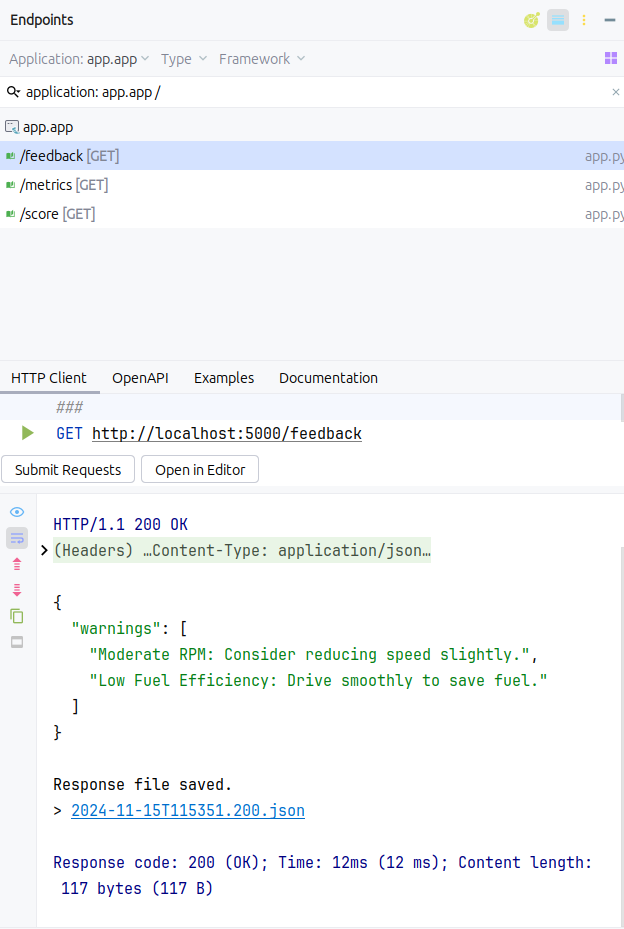 Endpoints
Application: app.app Type Framework
application: app.app /
app.app
/feedback [GET] app.py
/metrics [GET] app.py
/score [GET] app.py
HTTP Client OpenAPI Examples Documentation
###
GET http://localhost:5000/feedback
Submit Requests Open in Editor
HTTP/1.1 200 OK
(Headers) …Content-Type: application/json…
{
"warnings": [
"Moderate RPM: Consider reducing speed slightly.",
"Low Fuel Efficiency: Drive smoothly to save fuel."
]
}
Response file saved.
> 2024-11-15T115351.200.json
Response code: 200 (OK); Time: 12ms (12 ms); Content length:
117 bytes (117 B)